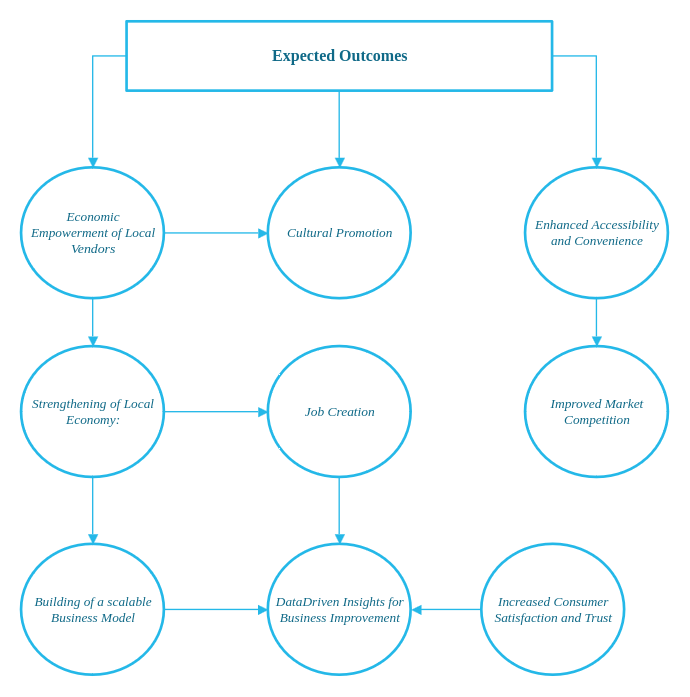 Expected Outcomes
Economic
Empowerment of Local
Vendors
Cultural Promotion
Enhanced Accessibility
and Convenience
Strengthening of Local
Economy:
Job Creation
Improved Market
Competition
Building of a scalable
Business Model
DataDriven Insights for
Business Improvement
Increased Consumer
Satisfaction and Trust